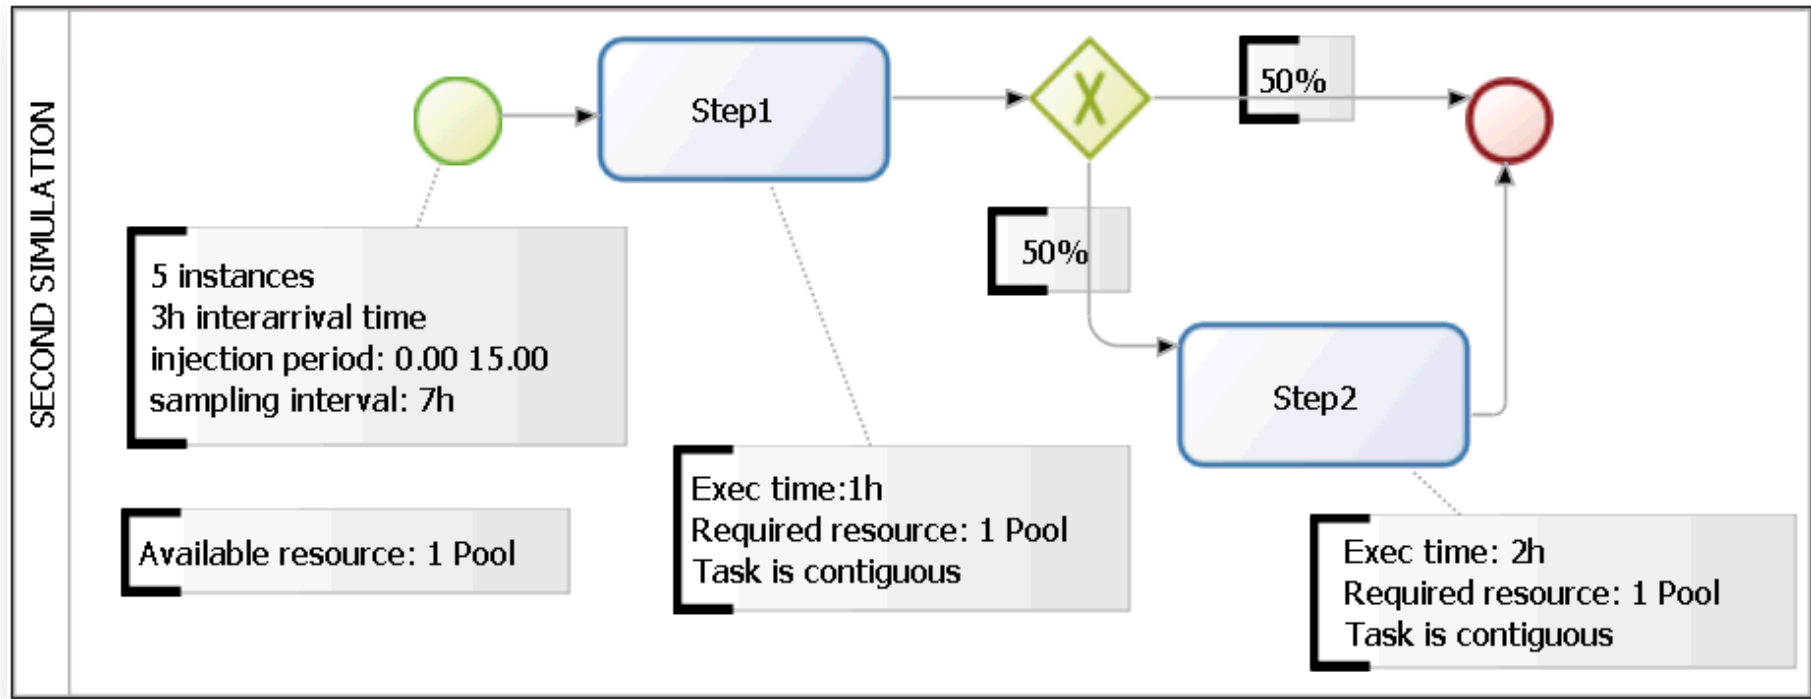 SECOND SIMULATION
Step1
50%
50%
5 instances
3h interarrival time
injection period: 0.00 15.00
sampling interval: 7h
Step2
Exec time:1h
Required resource: 1 Pool
Task is contiguous
Available resource: 1 Pool
Exec time: 2h
Required resource: 1 Pool
Task is contiguous